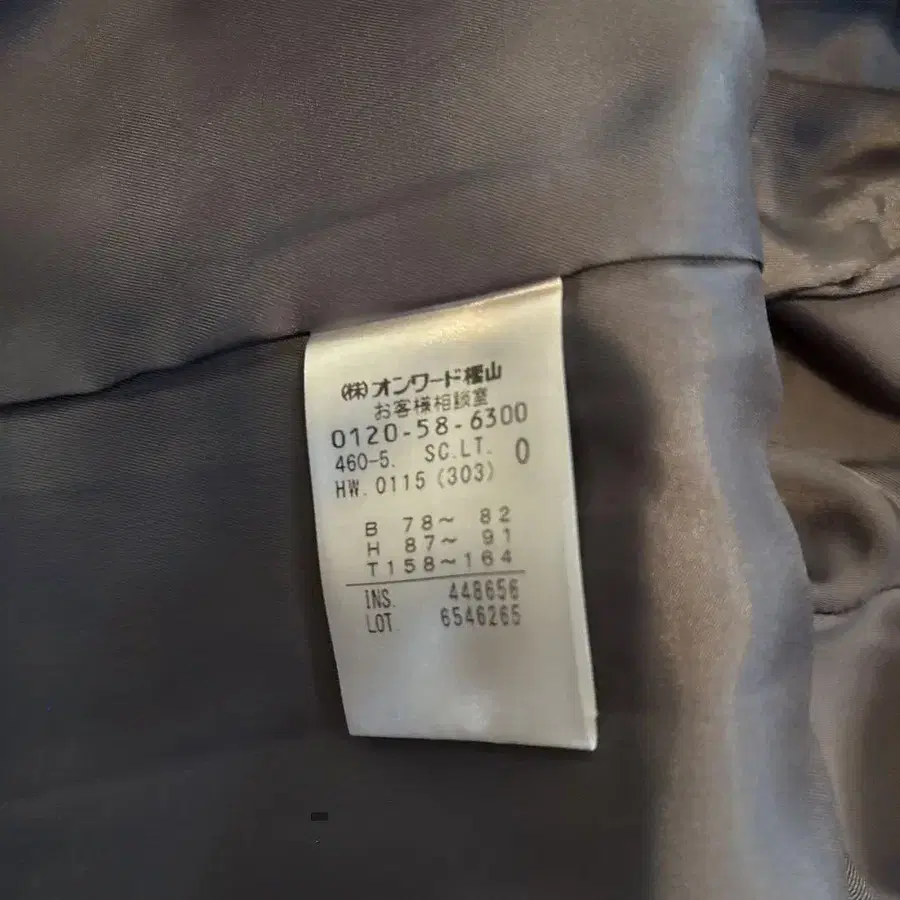 (株)オンワード樫山
お客様相談室
0120-58-6300
460-5. SC.LT. 0
HW. 0115 (303)
B 78～ 82
H 87～ 91
T158～164
INS. 448656
LOT. 6546265